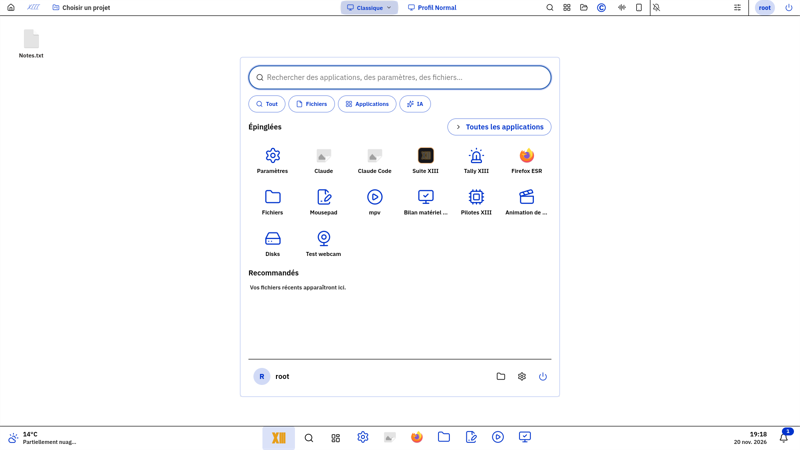 XIII
Choisir un projet
Classique
Profil Normal
root
Notes.txt
Rechercher des applications, des paramètres, des fichiers...
Tout
Fichiers
Applications
IA
Épinglées
Toutes les applications
Paramètres
Claude
Claude Code
Suite XIII
Tally XIII
Firefox ESR
Fichiers
Mousepad
mpv
Bilan matériel ...
Pilotes XIII
Animation de ...
Disks
Test webcam
Recommandés
Vos fichiers récents apparaîtront ici.
R
root
14°C
Partiellement nuag...
XIII
19:18
20 nov. 2026
1